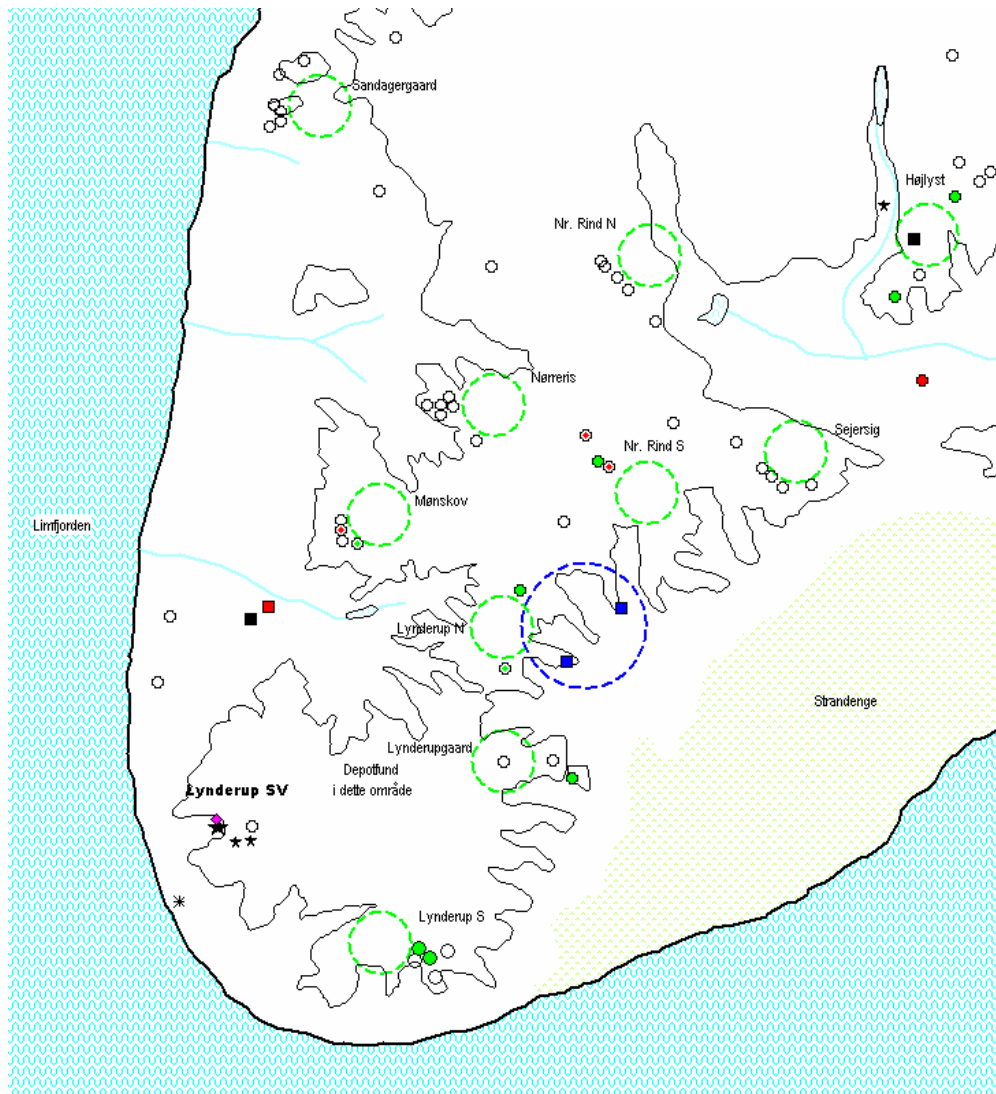 Sandagergaard
Højlyst
Nr. Rind N
Nørreris
Sejersig
Nr. Rind S
Mønskov
Limfjorden
Lynderup N
Strandenge
Lynderupgaard
Depotfund
i dette område
Lynderup SV
Lynderup S